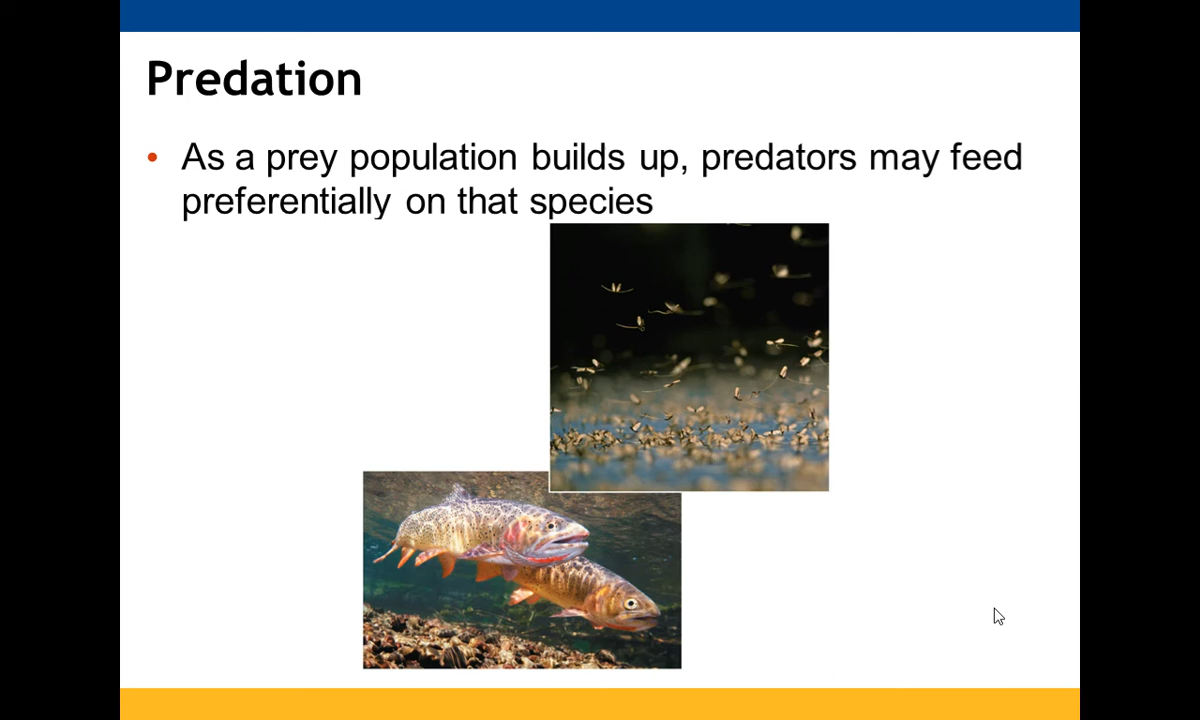 Predation
• As a prey population builds up, predators may feed
preferentially on that species